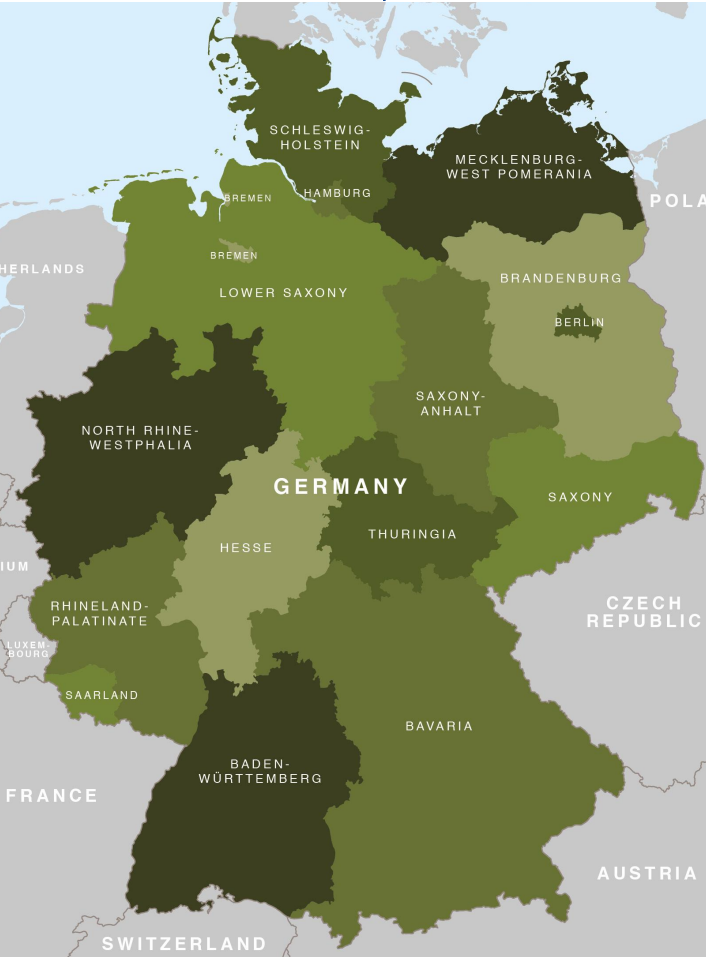 SCHLESWIG-
HOLSTEIN
MECKLENBURG-
WEST POMERANIA
HAMBURG
BREMEN
POLA
BREMEN
HERLANDS
BRANDENBURG
LOWER SAXONY
BERLIN
SAXONY-
ANHALT
NORTH RHINE-
WESTPHALIA
GERMANY
SAXONY
THURINGIA
HESSE
IUM
RHINELAND-
PALATINATE
CZECH
REPUBLIC
LUXEM-
BOURG
SAARLAND
BAVARIA
BADEN-
WÜRTTEMBERG
FRANCE
AUSTRIA
SWITZERLAND